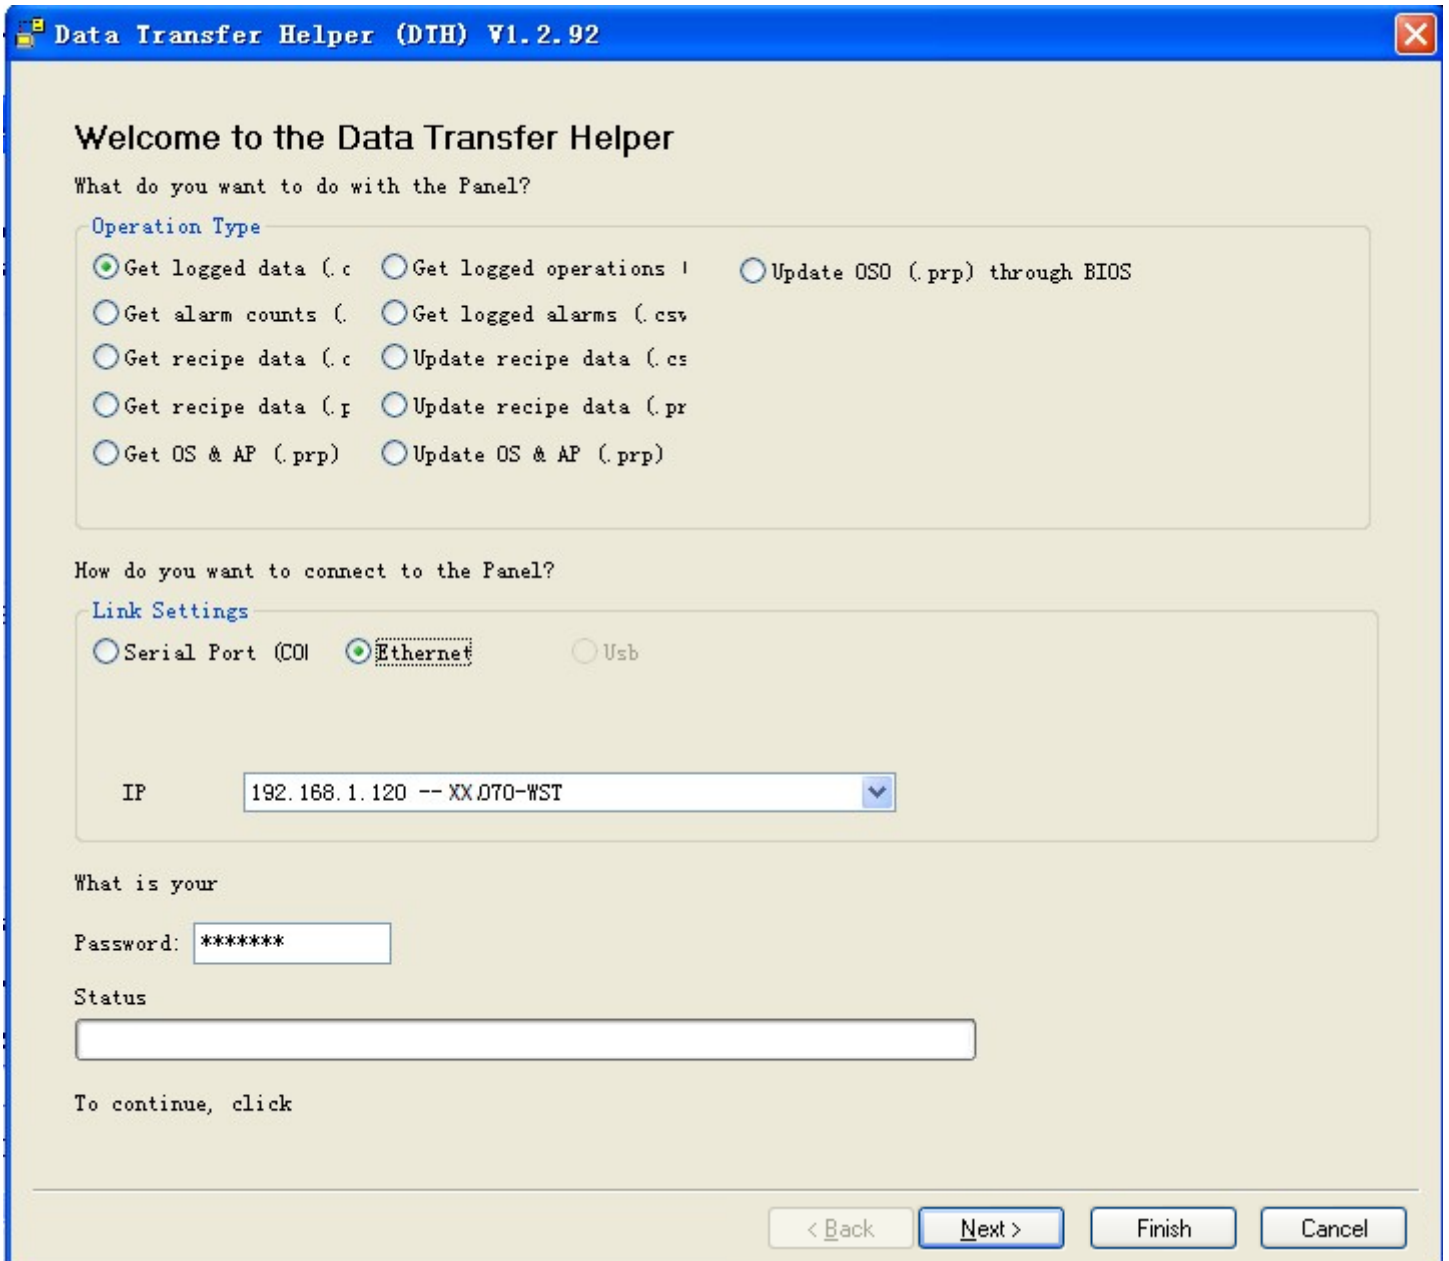 Data Transfer Helper (DTH) V1.2.92
Welcome to the Data Transfer Helper
What do you want to do with the Panel?
Operation Type
Get logged data (.c Get logged operations ( Update OSO (.prp) through BIOS
Get alarm counts (. Get logged alarms (.csv
Get recipe data (.c Update recipe data (.cs
Get recipe data (.p Update recipe data (.pr
Get OS & AP (.prp) Update OS & AP (.prp)
How do you want to connect to the Panel?
Link Settings
Serial Port (COM Ethernet Usb
IP 192.168.1.120 -- XX070-WST
What is your
Password: *******
Status
To continue, click
< Back Next > Finish Cancel